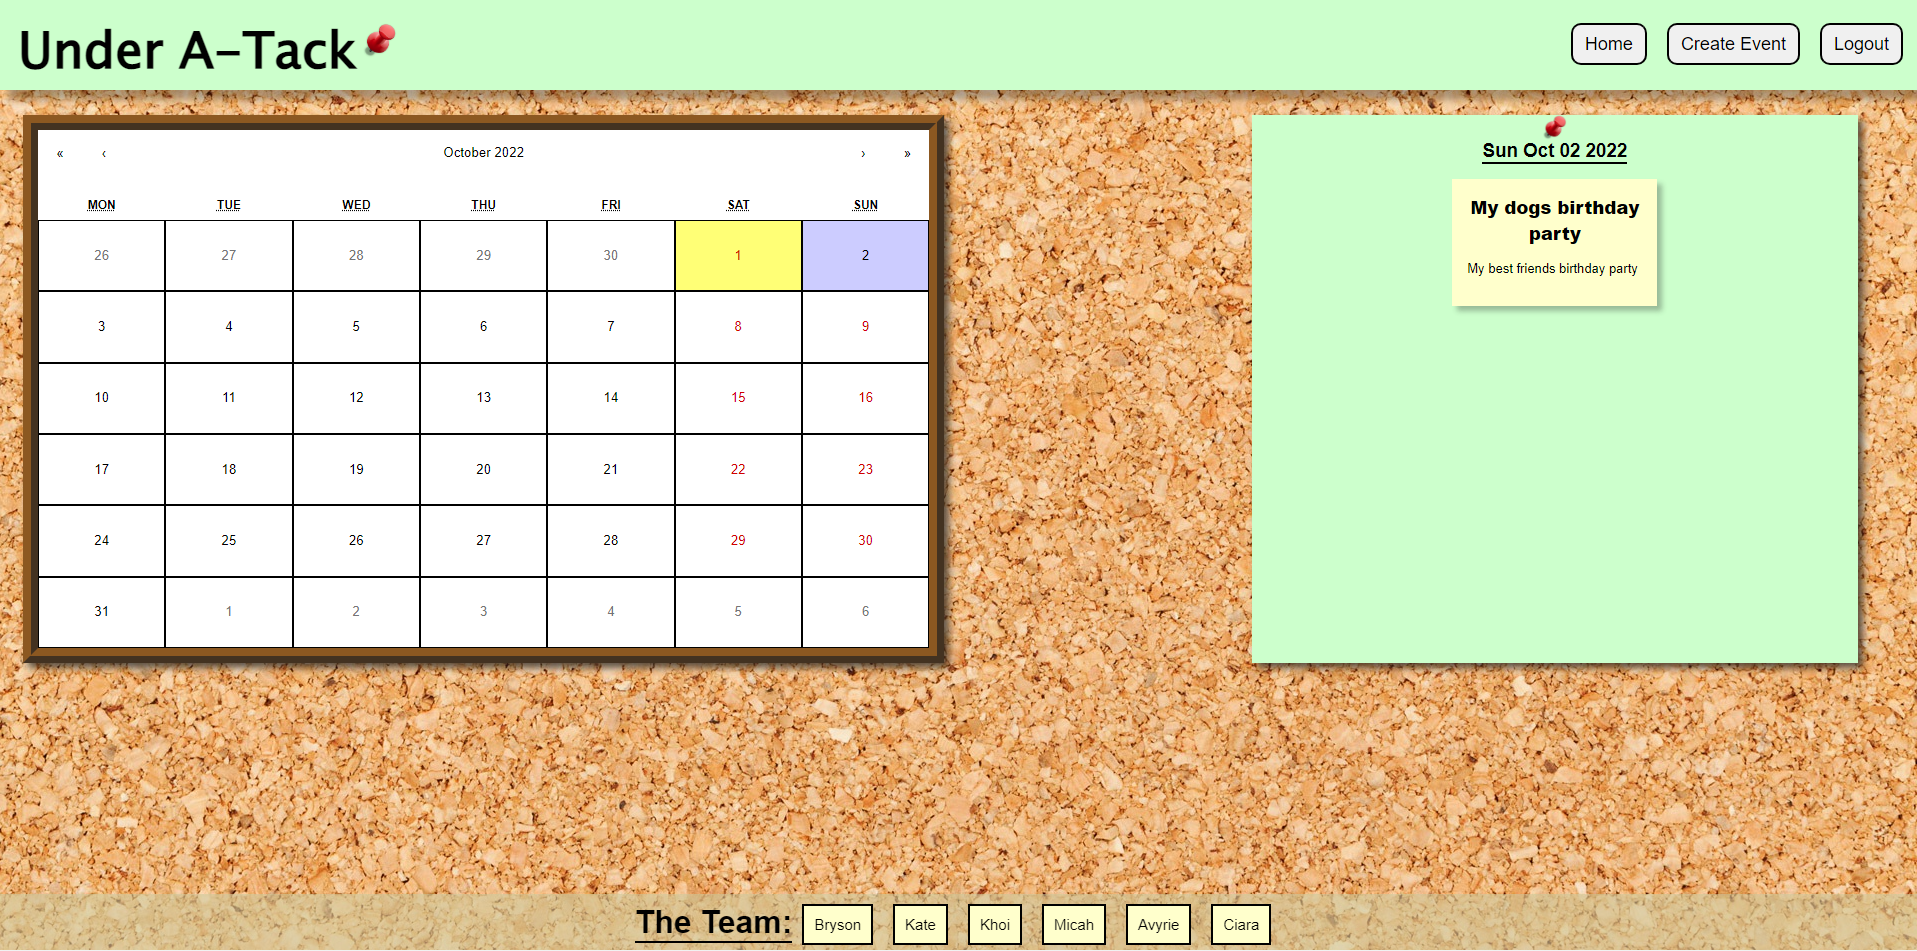 Under A-Tack
Home Create Event Logout
« ‹ October 2022 › »
MON TUE WED THU FRI SAT SUN
26 27 28 29 30 1 2
3 4 5 6 7 8 9
10 11 12 13 14 15 16
17 18 19 20 21 22 23
24 25 26 27 28 29 30
31 1 2 3 4 5 6
Sun Oct 02 2022
My dogs birthday
party
My best friends birthday party
The Team: Bryson Kate Khoi Micah Avyrie Ciara